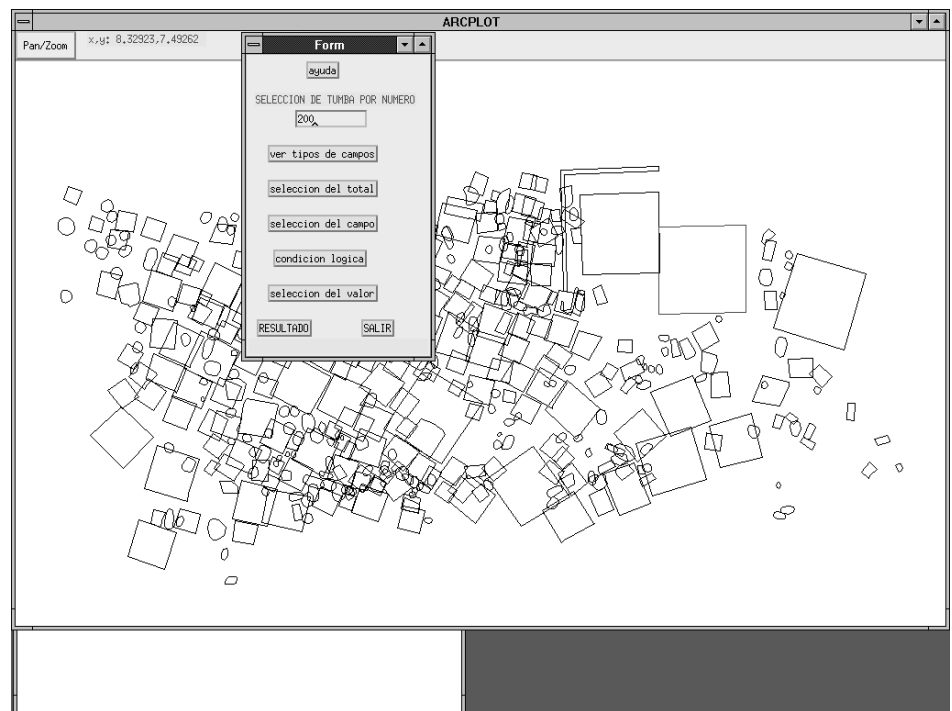 ARCPLOT
Pan/Zoom
x,y: 8.32923,7.49262
Form
ayuda
SELECCION DE TUMBA POR NUMERO
200
ver tipos de campos
seleccion del total
seleccion del campo
condicion logica
seleccion del valor
RESULTADO
SALIR